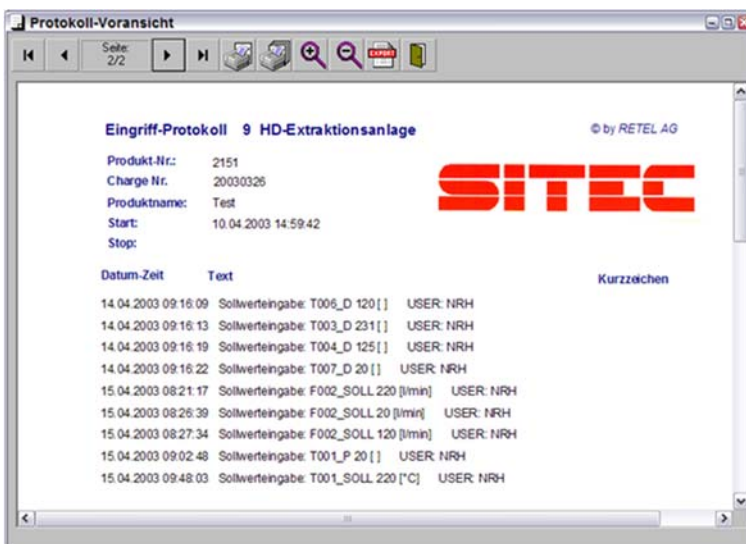 Protokoll-Voransicht
Seite:
2/2
EXPORT
Eingriff-Protokoll 9 HD-Extraktionsanlage
© by RETEL AG
SITEC
Produkt-Nr.: 2151
Charge Nr. 20030326
Produktname: Test
Start: 10.04.2003 14:59:42
Stop:
Datum-Zeit Text Kurzzeichen
14.04.2003 09:16:09 Sollwerteingabe: T006_D 120 [ ] USER: NRH
14.04.2003 09:16:13 Sollwerteingabe: T003_D 231 [ ] USER: NRH
14.04.2003 09:16:19 Sollwerteingabe: T004_D 125 [ ] USER: NRH
14.04.2003 09:16:22 Sollwerteingabe: T007_D 20 [ ] USER: NRH
15.04.2003 08:21:17 Sollwerteingabe: F002_SOLL 220 [l/min] USER: NRH
15.04.2003 08:26:39 Sollwerteingabe: F002_SOLL 20 [l/min] USER: NRH
15.04.2003 08:27:34 Sollwerteingabe: F002_SOLL 120 [l/min] USER: NRH
15.04.2003 09:02:48 Sollwerteingabe: T001_P 20 [ ] USER: NRH
15.04.2003 09:48:03 Sollwerteingabe: T001_SOLL 220 [°C] USER: NRH